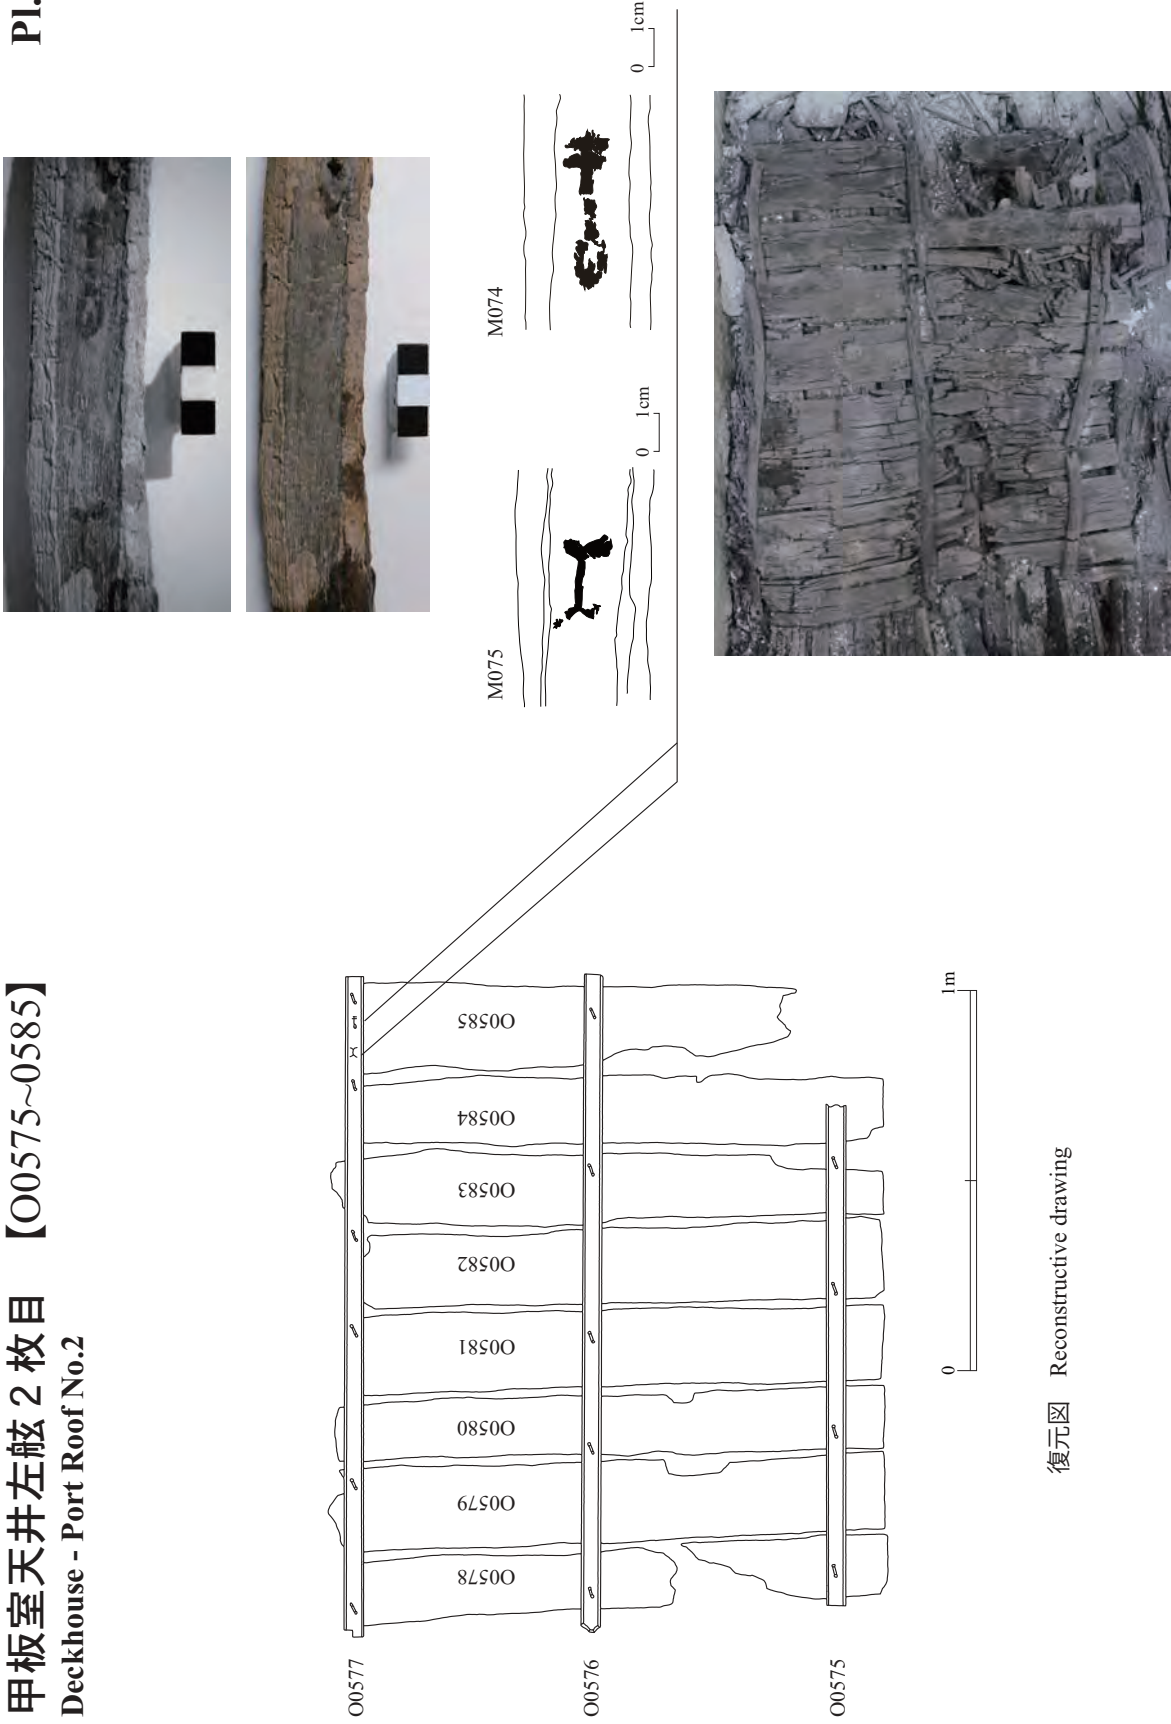 Pl.
甲板室天井左舷 2 枚目 【O0575~0585】
Deckhouse - Port Roof No.2
M075
0 1cm
M074
0 1cm
O0577
O0576
O0575
O0578
O0579
O0580
O0581
O0582
O0583
O0584
O0585
0 1m
復元図 Reconstructive drawing